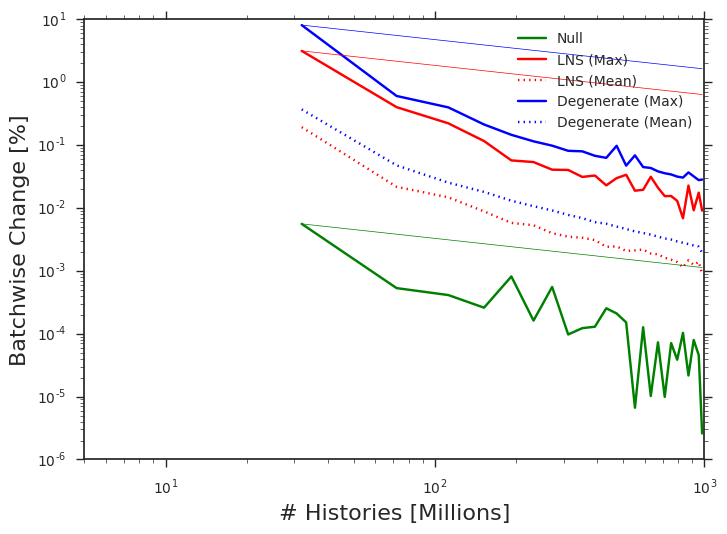 10^1
Null
LNS (Max)
LNS (Mean)
Degenerate (Max)
Degenerate (Mean)
10^0
10^-1
10^-2
10^-3
10^-4
10^-5
10^-6
Batchwise Change [%]
10^1
10^2
10^3
# Histories [Millions]